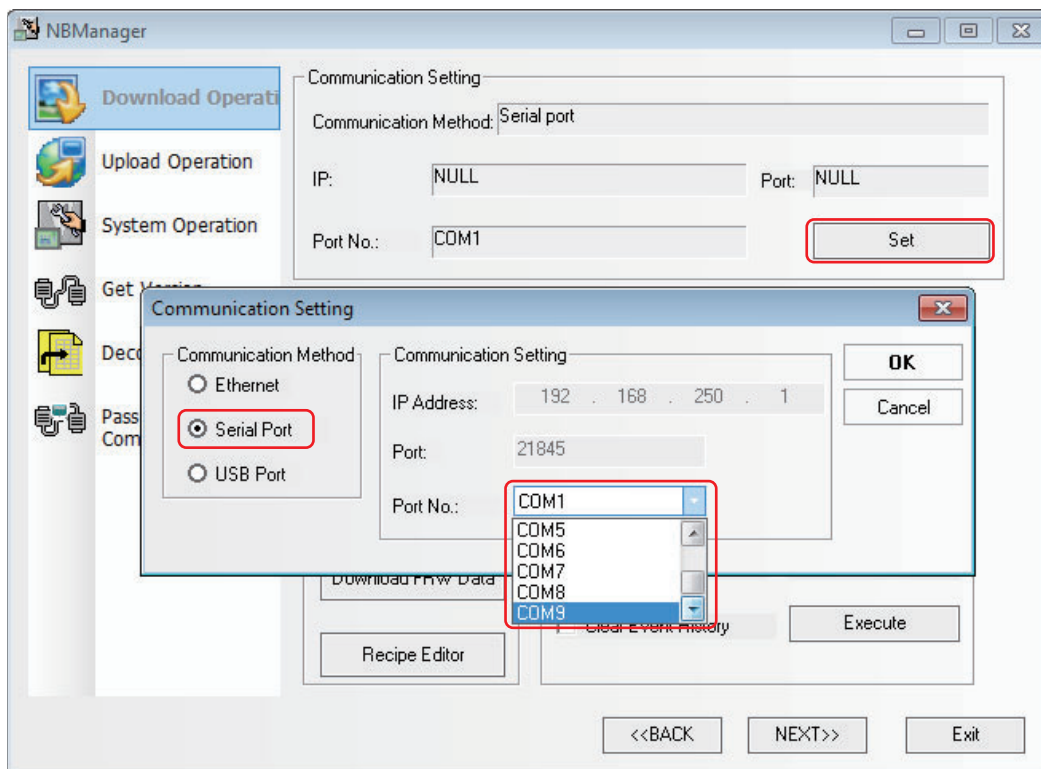 NBManager
Download Operati
Upload Operation
System Operation
Get
Deco
Pass
Com
Communication Setting
Communication Method: Serial port
IP: NULL Port: NULL
Port No.: COM1 Set
Communication Setting
Communication Method
Ethernet
Serial Port
USB Port
Communication Setting
IP Address: 192 . 168 . 250 . 1
Port: 21845
Port No.: COM1
COM5
COM6
COM7
COM8
COM9
OK
Cancel
Download PRW Data
Recipe Editor
Clear Event History
Execute
<<BACK NEXT>> Exit